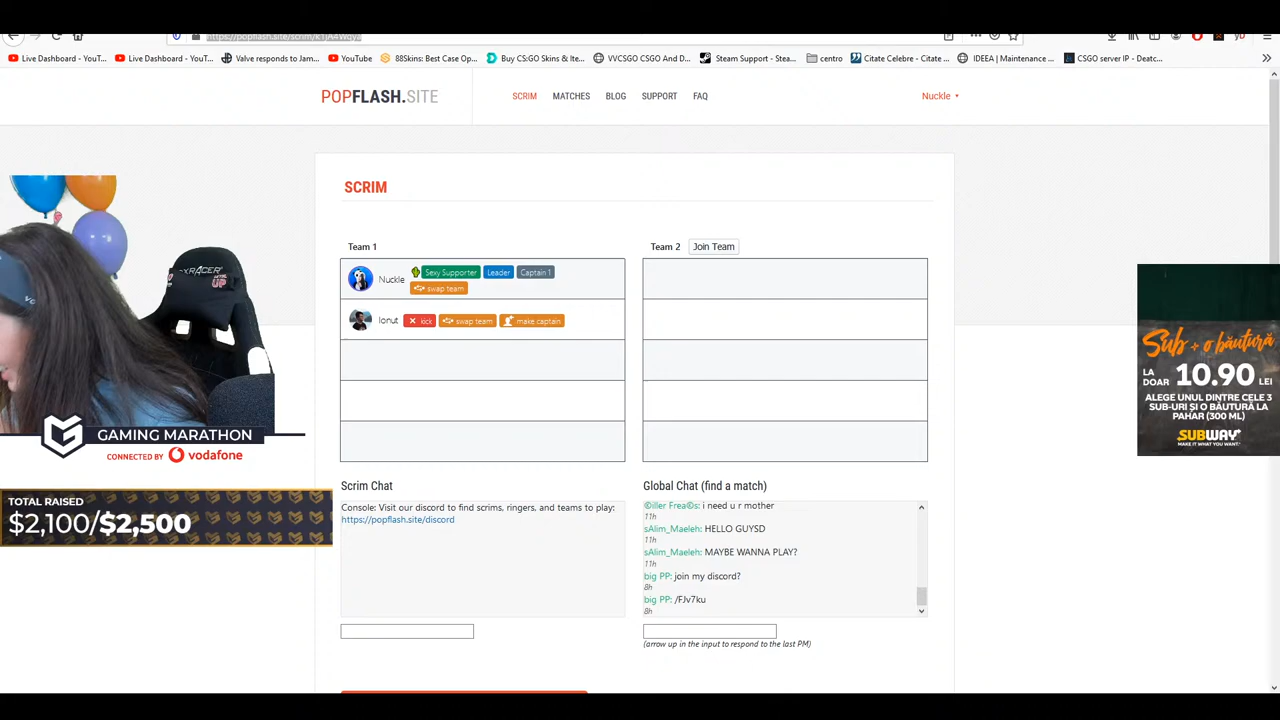 Live Dashboard - YouT...
Live Dashboard - YouT...
Valve responds to Jam...
YouTube
88Skins: Best Case Op...
Buy CS:GO Skins & Ite...
VVCSGO CSGO And D...
Steam Support - Stea...
centro
Citate Celebre - Citate ...
IDEEA | Maintenance ...
CSGO server IP - Deatc...
POPFLASH.SITE
SCRIM
MATCHES
BLOG
SUPPORT
FAQ
Nuckle
SCRIM
Team 1
Team 2 Join Team
Nuckle Sexy Supporter Leader Captain 1
swap team
Ionut kick swap team make captain
XRACER
GAMING MARATHON
CONNECTED BY vodafone
TOTAL RAISED
$2,100/$2,500
Sub + o băutură
LA DOAR 10.90 LEI
ALEGE UNUL DINTRE CELE 3
SUB-URI ȘI O BĂUTURĂ LA
PAHAR (300 ML)
SUBWAY
MAKE IT WHAT YOU WANT.
Scrim Chat
Console: Visit our discord to find scrims, ringers, and teams to play:
https://popflash.site/discord
Global Chat (find a match)
©iller Frea©s: i need u r mother
11h
sAlim_Maeleh: HELLO GUYSD
11h
sAlim_Maeleh: MAYBE WANNA PLAY?
11h
big PP: join my discord?
8h
big PP: /FJv7ku
8h
(arrow up in the input to respond to the last PM)